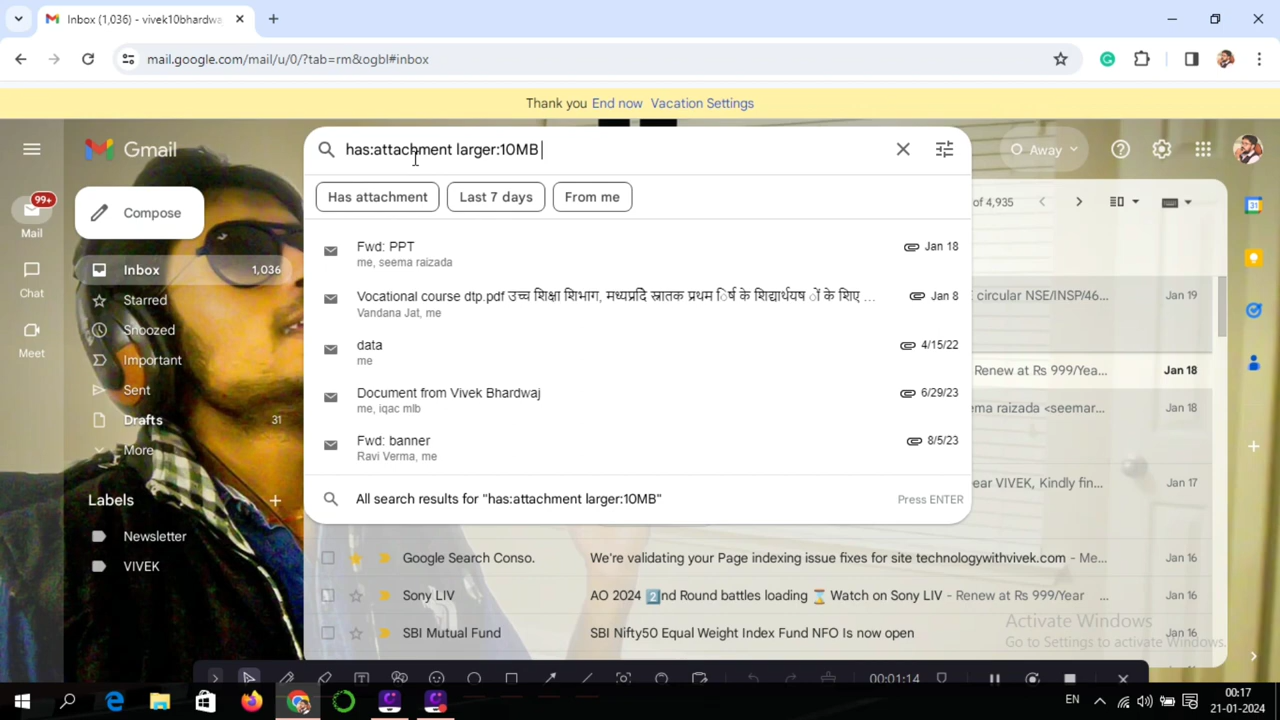 Inbox (1,036) - vivek10bhardwa
mail.google.com/mail/u/0/?tab=rm&ogbl#inbox
Thank you End now Vacation Settings
Gmail
has:attachment larger:10MB
Away
99+
Mail
Compose
Has attachment Last 7 days From me
of 4,935
Inbox 1,036
Fwd: PPT Jan 18
me, seema raizada
Chat
Starred
Vocational course dtp.pdf उच्च शिक्षा शिभाग, ... Jan 8
Vandana Jat, me
circular NSE/INSP/46... Jan 19
Snoozed
Meet
data 4/15/22
me
Important
Renew at Rs 999/Yea... Jan 18
Sent
Document from Vivek Bhardwaj 6/29/23
me, iqac mlb
ema raizada <seemar... Jan 18
Drafts 31
Fwd: banner 8/5/23
Ravi Verma, me
More
ear VIVEK, Kindly fin... Jan 17
Labels
All search results for "has:attachment larger:10MB" Press ENTER
Newsletter
VIVEK
Google Search Conso. We're validating your Page indexing issue fixes for site technologywithvivek.com - Me... Jan 16
Sony LIV AO 2024 2nd Round battles loading Watch on Sony LIV - Renew at Rs 999/Year ... Jan 16
SBI Mutual Fund SBI Nifty50 Equal Weight Index Fund NFO Is now open Jan 16
Activate Windows
Go to Settings to activate Windows.
00:01:14
EN
00:17
21-01-2024